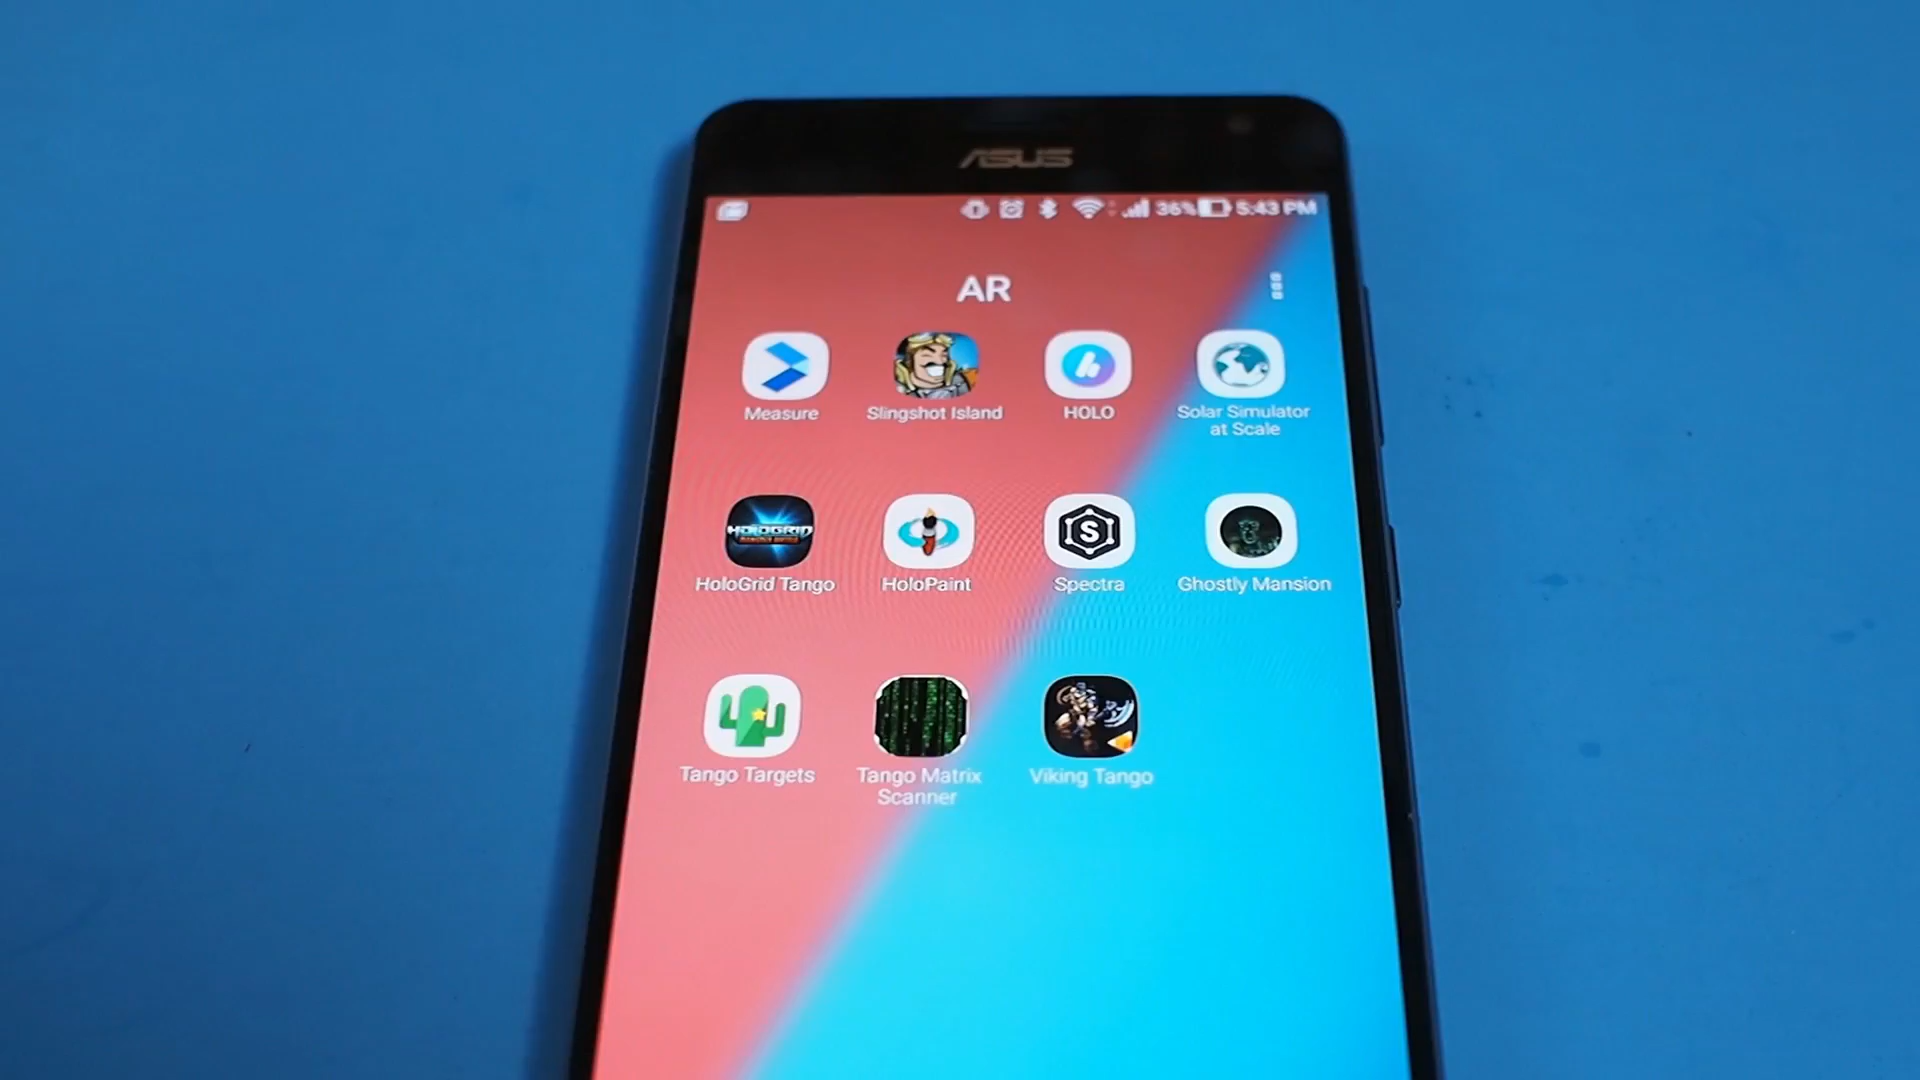 ASUS
36% 5:43 PM
AR
Measure
Slingshot Island
HOLO
Solar Simulator
at Scale
HOLOGRID
HoloGrid Tango
HoloPaint
S
Spectra
Ghostly Mansion
Tango Targets
Tango Matrix
Scanner
Viking Tango